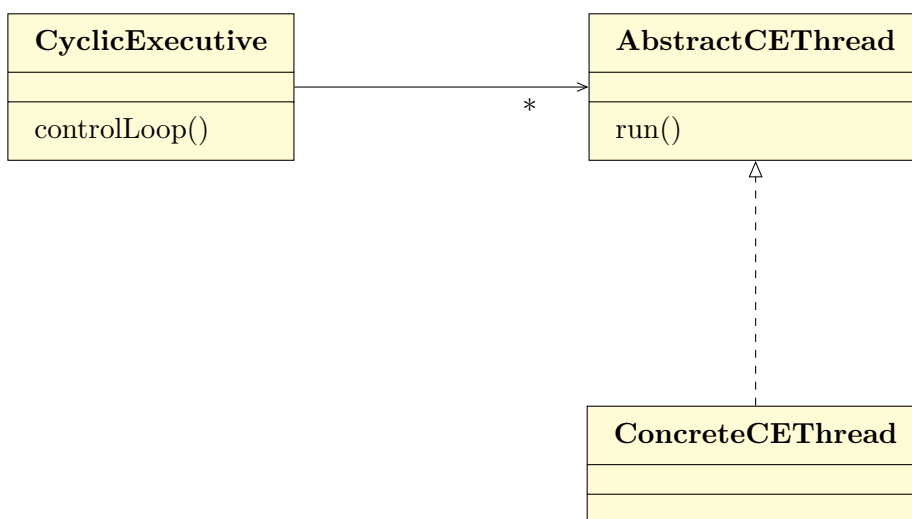 CyclicExecutive
AbstractCEThread
*
controlLoop()
run()
ConcreteCEThread